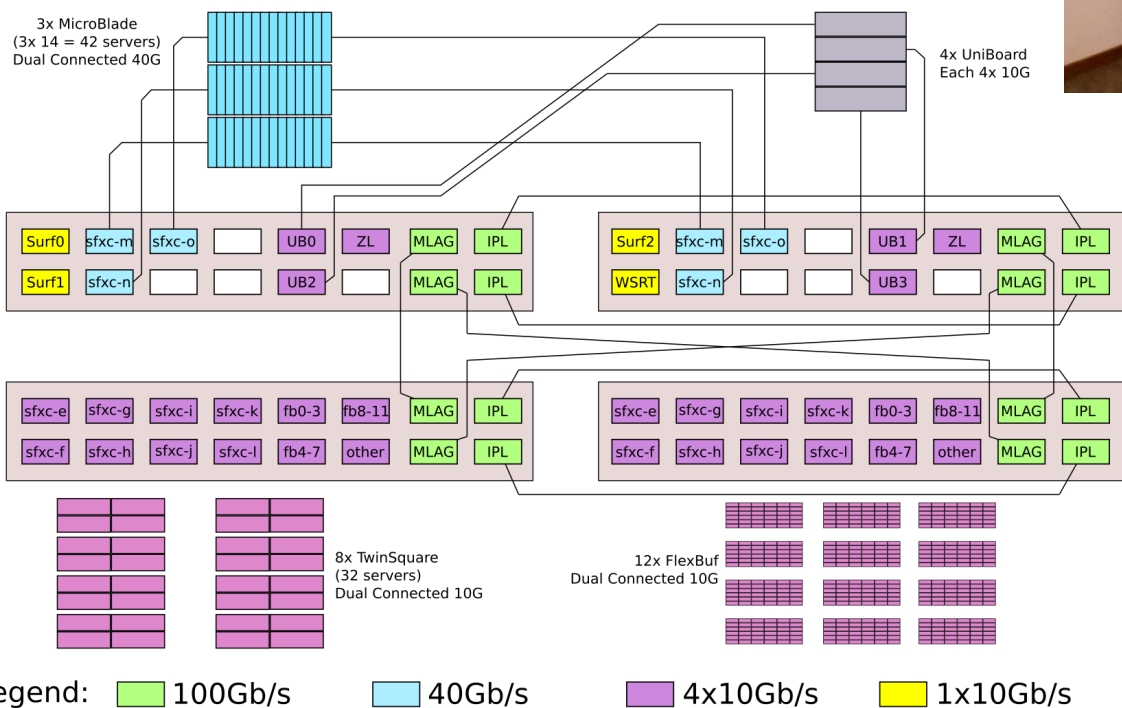 3x MicroBlade
(3x 14 = 42 servers)
Dual Connected 40G
4x UniBoard
Each 4x 10G
Surf0 sfxc-m sfxc-o UB0 ZL MLAG IPL
Surf1 sfxc-n UB2 MLAG IPL
Surf2 sfxc-m sfxc-o UB1 ZL MLAG IPL
WSRT sfxc-n UB3 MLAG IPL
sfxc-e sfxc-g sfxc-i sfxc-k fb0-3 fb8-11 MLAG IPL
sfxc-f sfxc-h sfxc-j sfxc-l fb4-7 other MLAG IPL
sfxc-e sfxc-g sfxc-i sfxc-k fb0-3 fb8-11 MLAG IPL
sfxc-f sfxc-h sfxc-j sfxc-l fb4-7 other MLAG IPL
8x TwinSquare
(32 servers)
Dual Connected 10G
12x FlexBuf
Dual Connected 10G
egend: 100Gb/s 40Gb/s 4x10Gb/s 1x10Gb/s